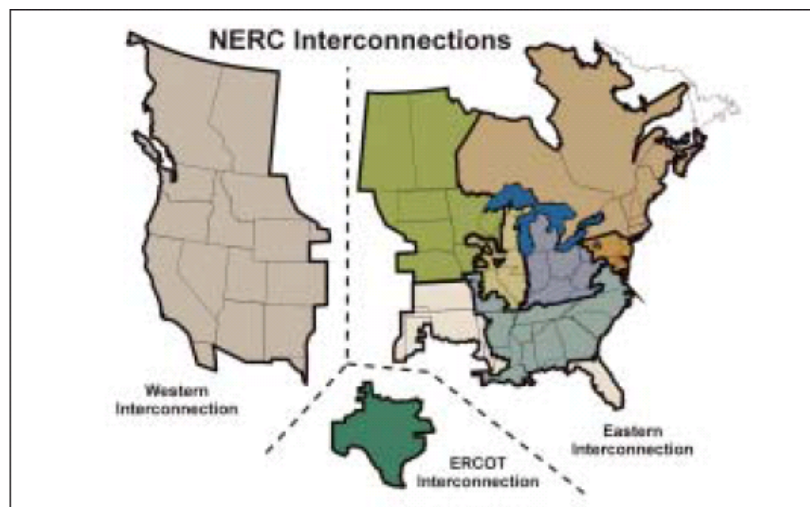 NERC Interconnections
Western
Interconnection
ERCOT
Interconnection
Eastern
Interconnection